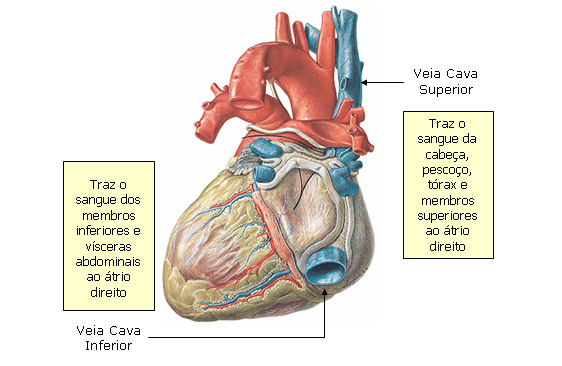 Veia Cava
Superior
Traz o
sangue da
cabeça,
pescoço,
tórax e
membros
superiores
ao átrio
direito
Traz o
sangue dos
membros
inferiores e
vísceras
abdominais
ao átrio
direito
Veia Cava
Inferior